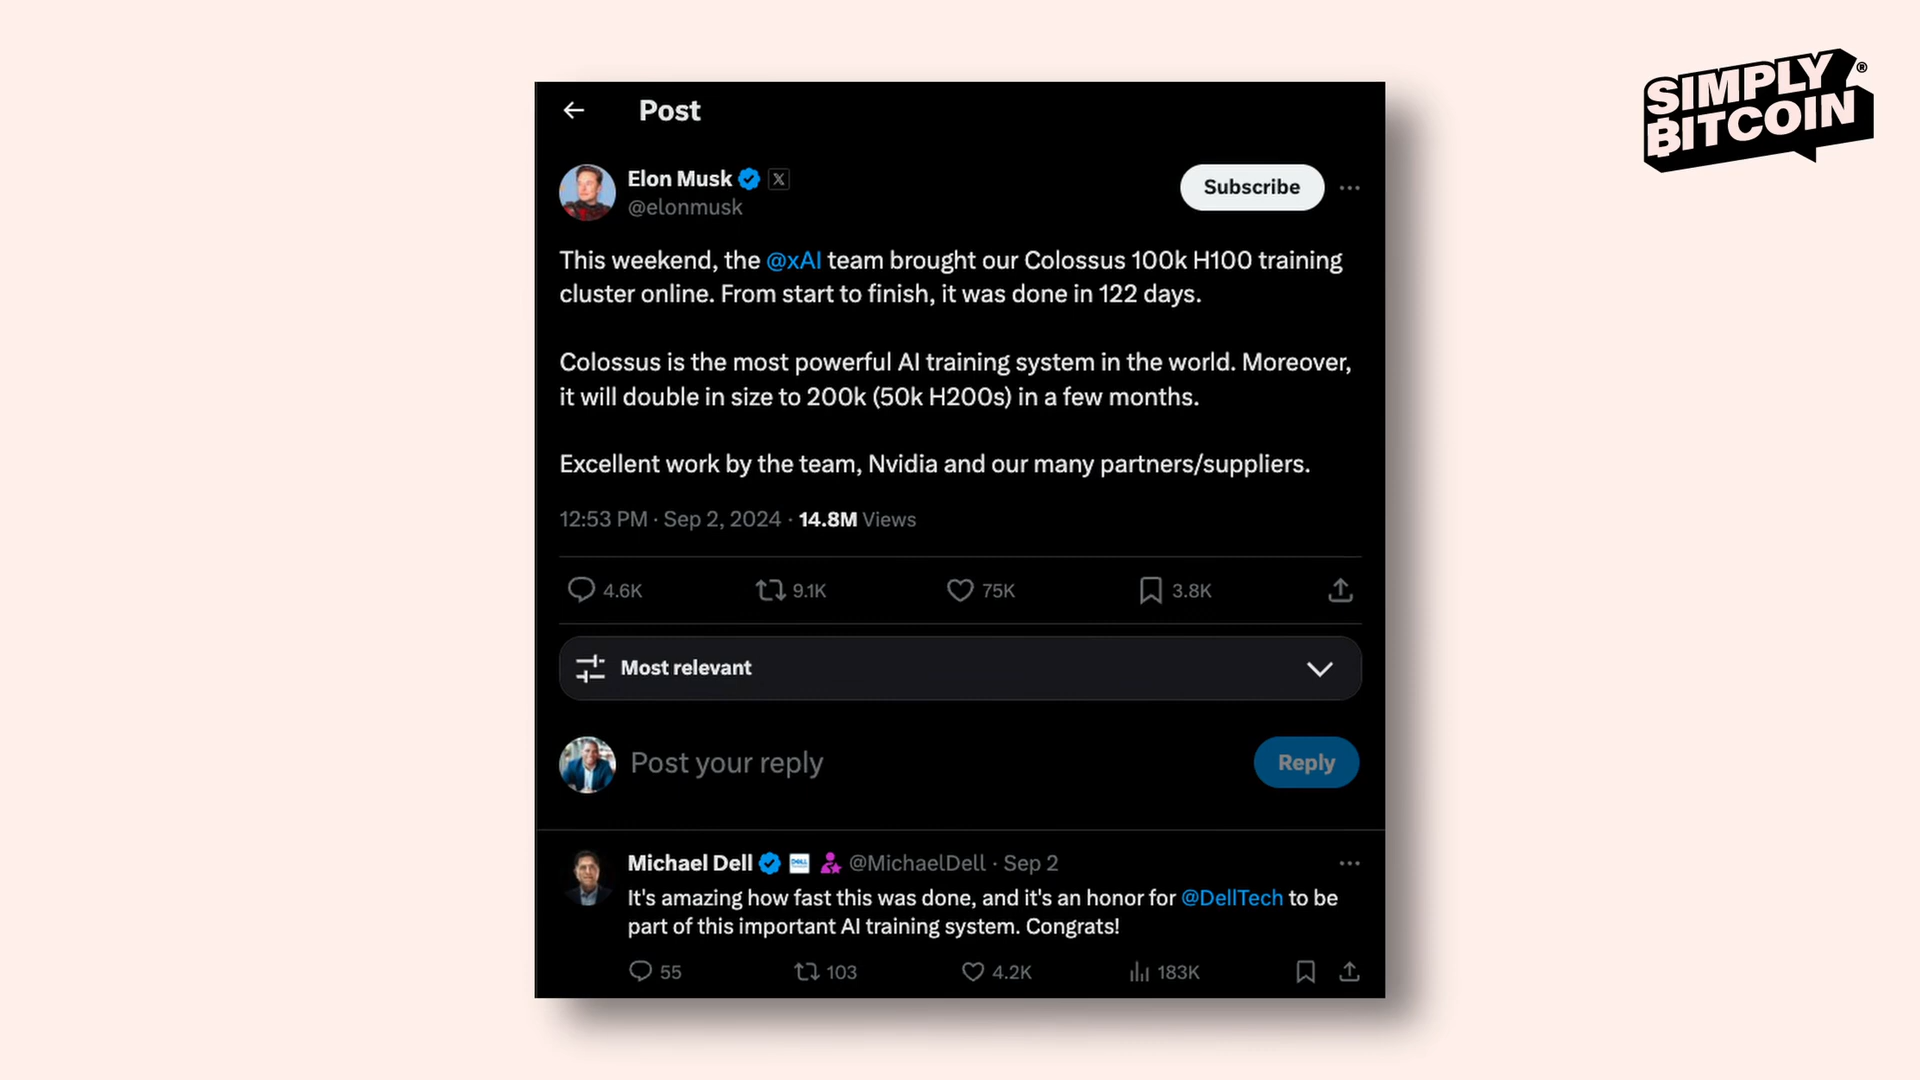 SIMPLY®
BITCOIN
Post
Elon Musk
@elonmusk
Subscribe
This weekend, the @xAI team brought our Colossus 100k H100 training
cluster online. From start to finish, it was done in 122 days.
Colossus is the most powerful AI training system in the world. Moreover,
it will double in size to 200k (50k H200s) in a few months.
Excellent work by the team, Nvidia and our many partners/suppliers.
12:53 PM · Sep 2, 2024 · 14.8M Views
4.6K 9.1K 75K 3.8K
Most relevant
Post your reply Reply
Michael Dell DELL @MichaelDell · Sep 2
It's amazing how fast this was done, and it's an honor for @DellTech to be
part of this important AI training system. Congrats!
55 103 4.2K 183K